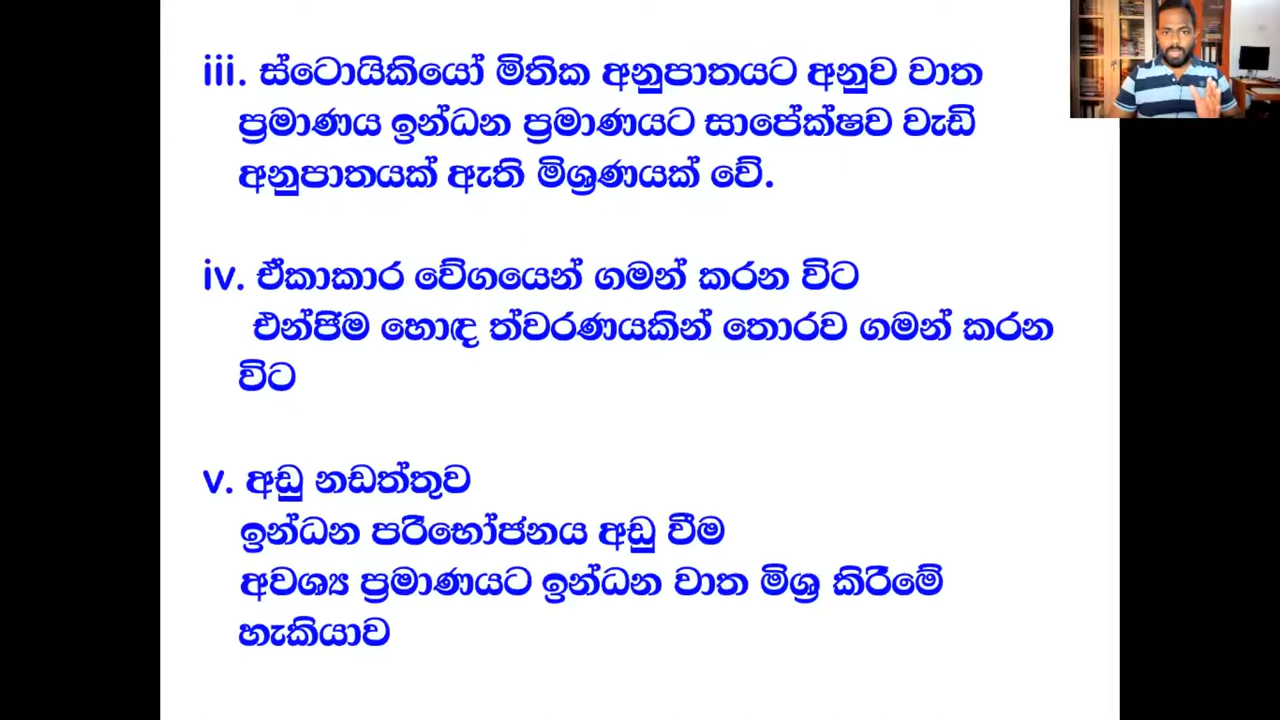 iii. ස්ටොයිකියෝ මිතික අනුපාතයට අනුව වාත
ප්‍රමාණය ඉන්ධන ප්‍රමාණයට සාපේක්ෂව වැඩි
අනුපාතයක් ඇති මිශ්‍රණයක් වේ.
iv. ඒකාකාර වේගයෙන් ගමන් කරන විට
එන්ජිම හොඳ ත්වරණයකින් තොරව ගමන් කරන
විට
v. අඩු නඩත්තුව
ඉන්ධන පරිභෝජනය අඩු වීම
අවශ්‍ය ප්‍රමාණයට ඉන්ධන වාත මිශ්‍ර කිරීමේ
හැකියාව